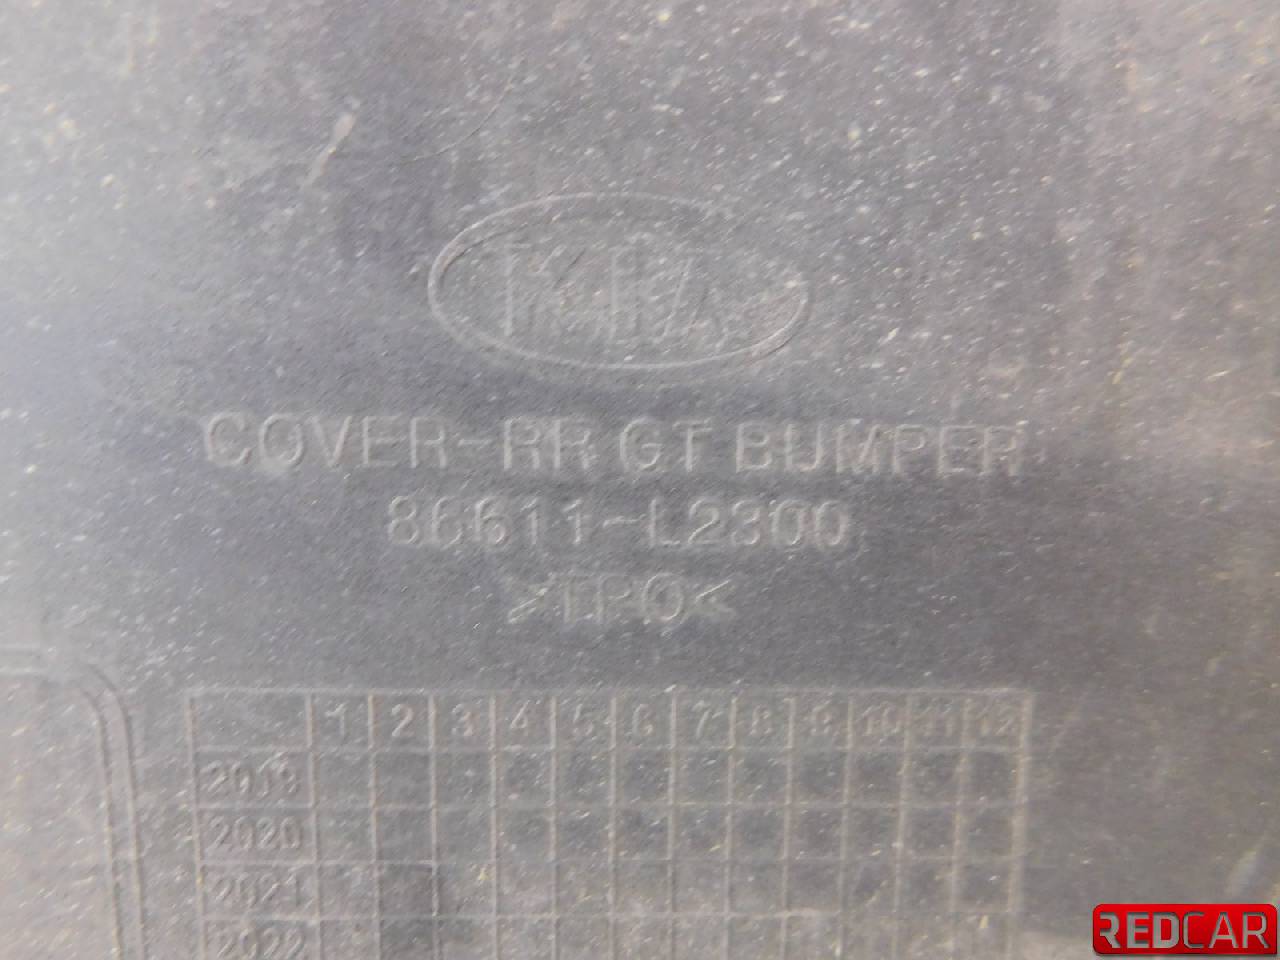 KIA
COVER-RR GT BUMPER
86611-L2300
>TPO<
1 2 3 4 5 6 7 8 9 10 11 12
2019
2020
2021
2022
REDCAR